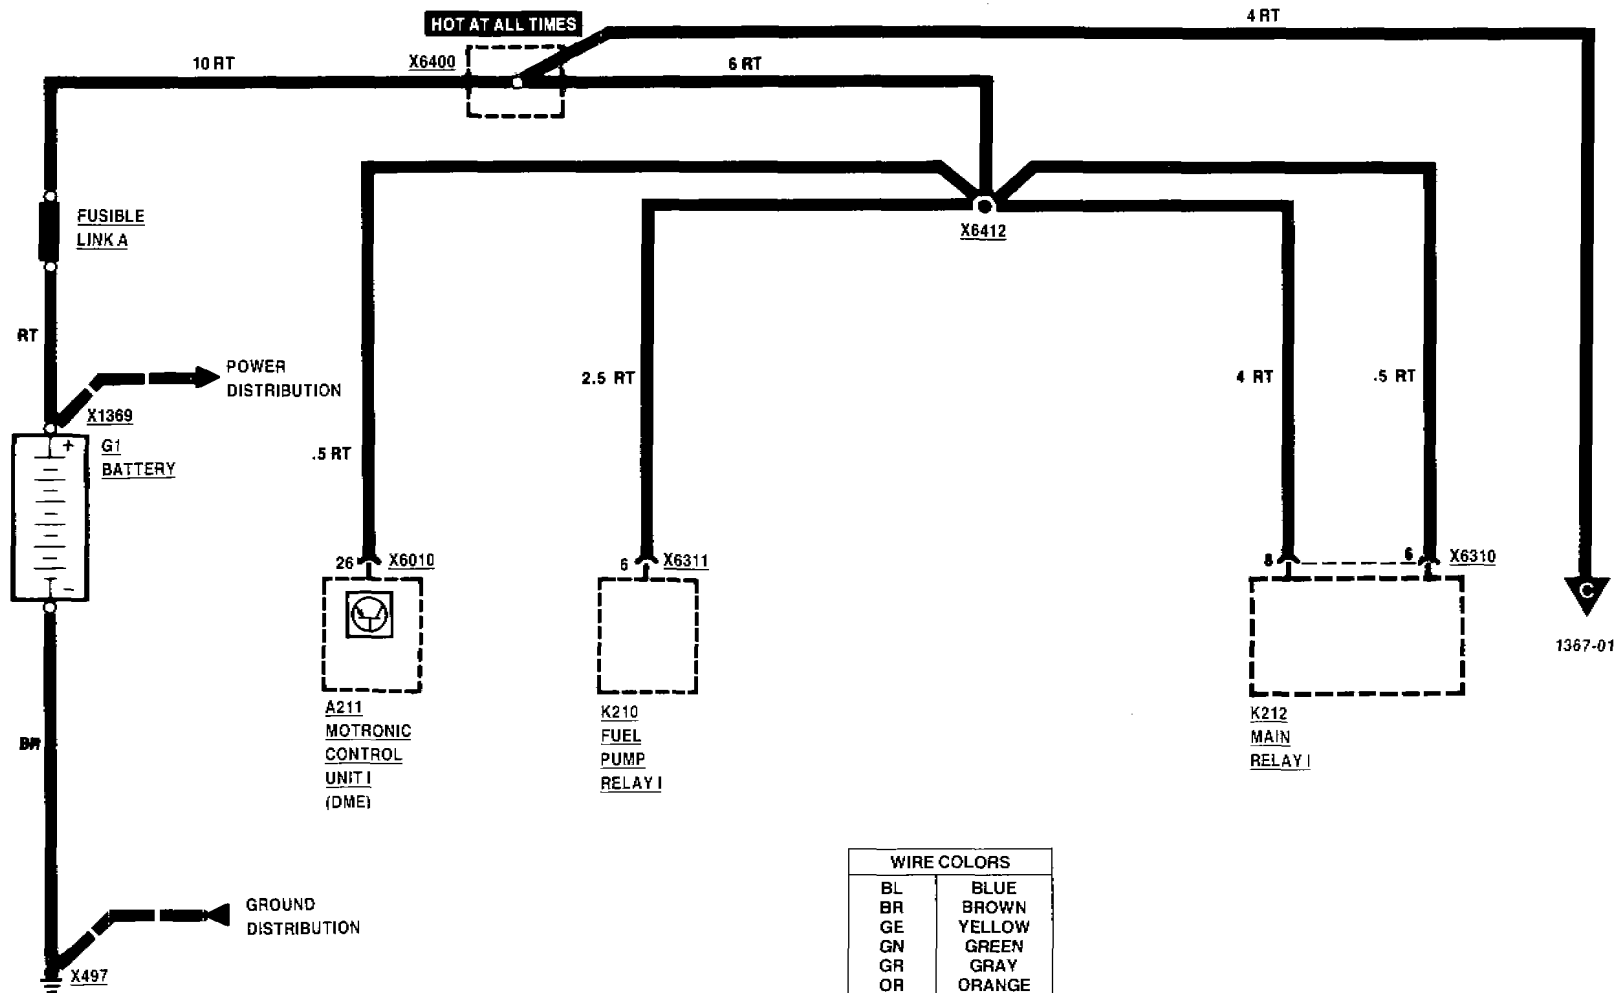 HOT AT ALL TIMES
4 RT
10 RT
X6400
6 RT
FUSIBLE
LINK A
X6412
RT
POWER
DISTRIBUTION
X1369
+
G1
BATTERY
-
.5 RT
2.5 RT
4 RT
.5 RT
26
X6010
6
X6311
8
6
X6310
C
1367-01
A211
MOTRONIC
CONTROL
UNIT I
(DME)
K210
FUEL
PUMP
RELAY I
K212
MAIN
RELAY I
BR
GROUND
DISTRIBUTION
X497
WIRE COLORS
BL BLUE
BR BROWN
GE YELLOW
GN GREEN
GR GRAY
OR ORANGE